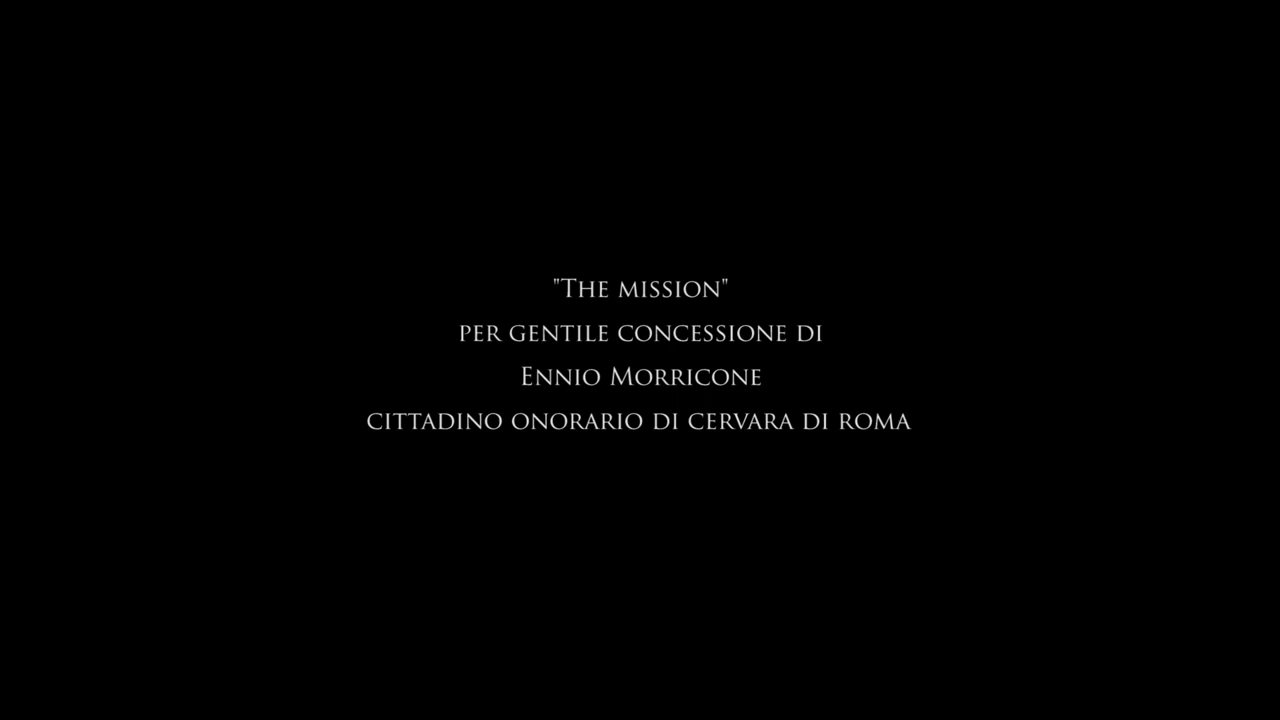 "The mission"
per gentile concessione di
Ennio Morricone
cittadino onorario di cervara di roma